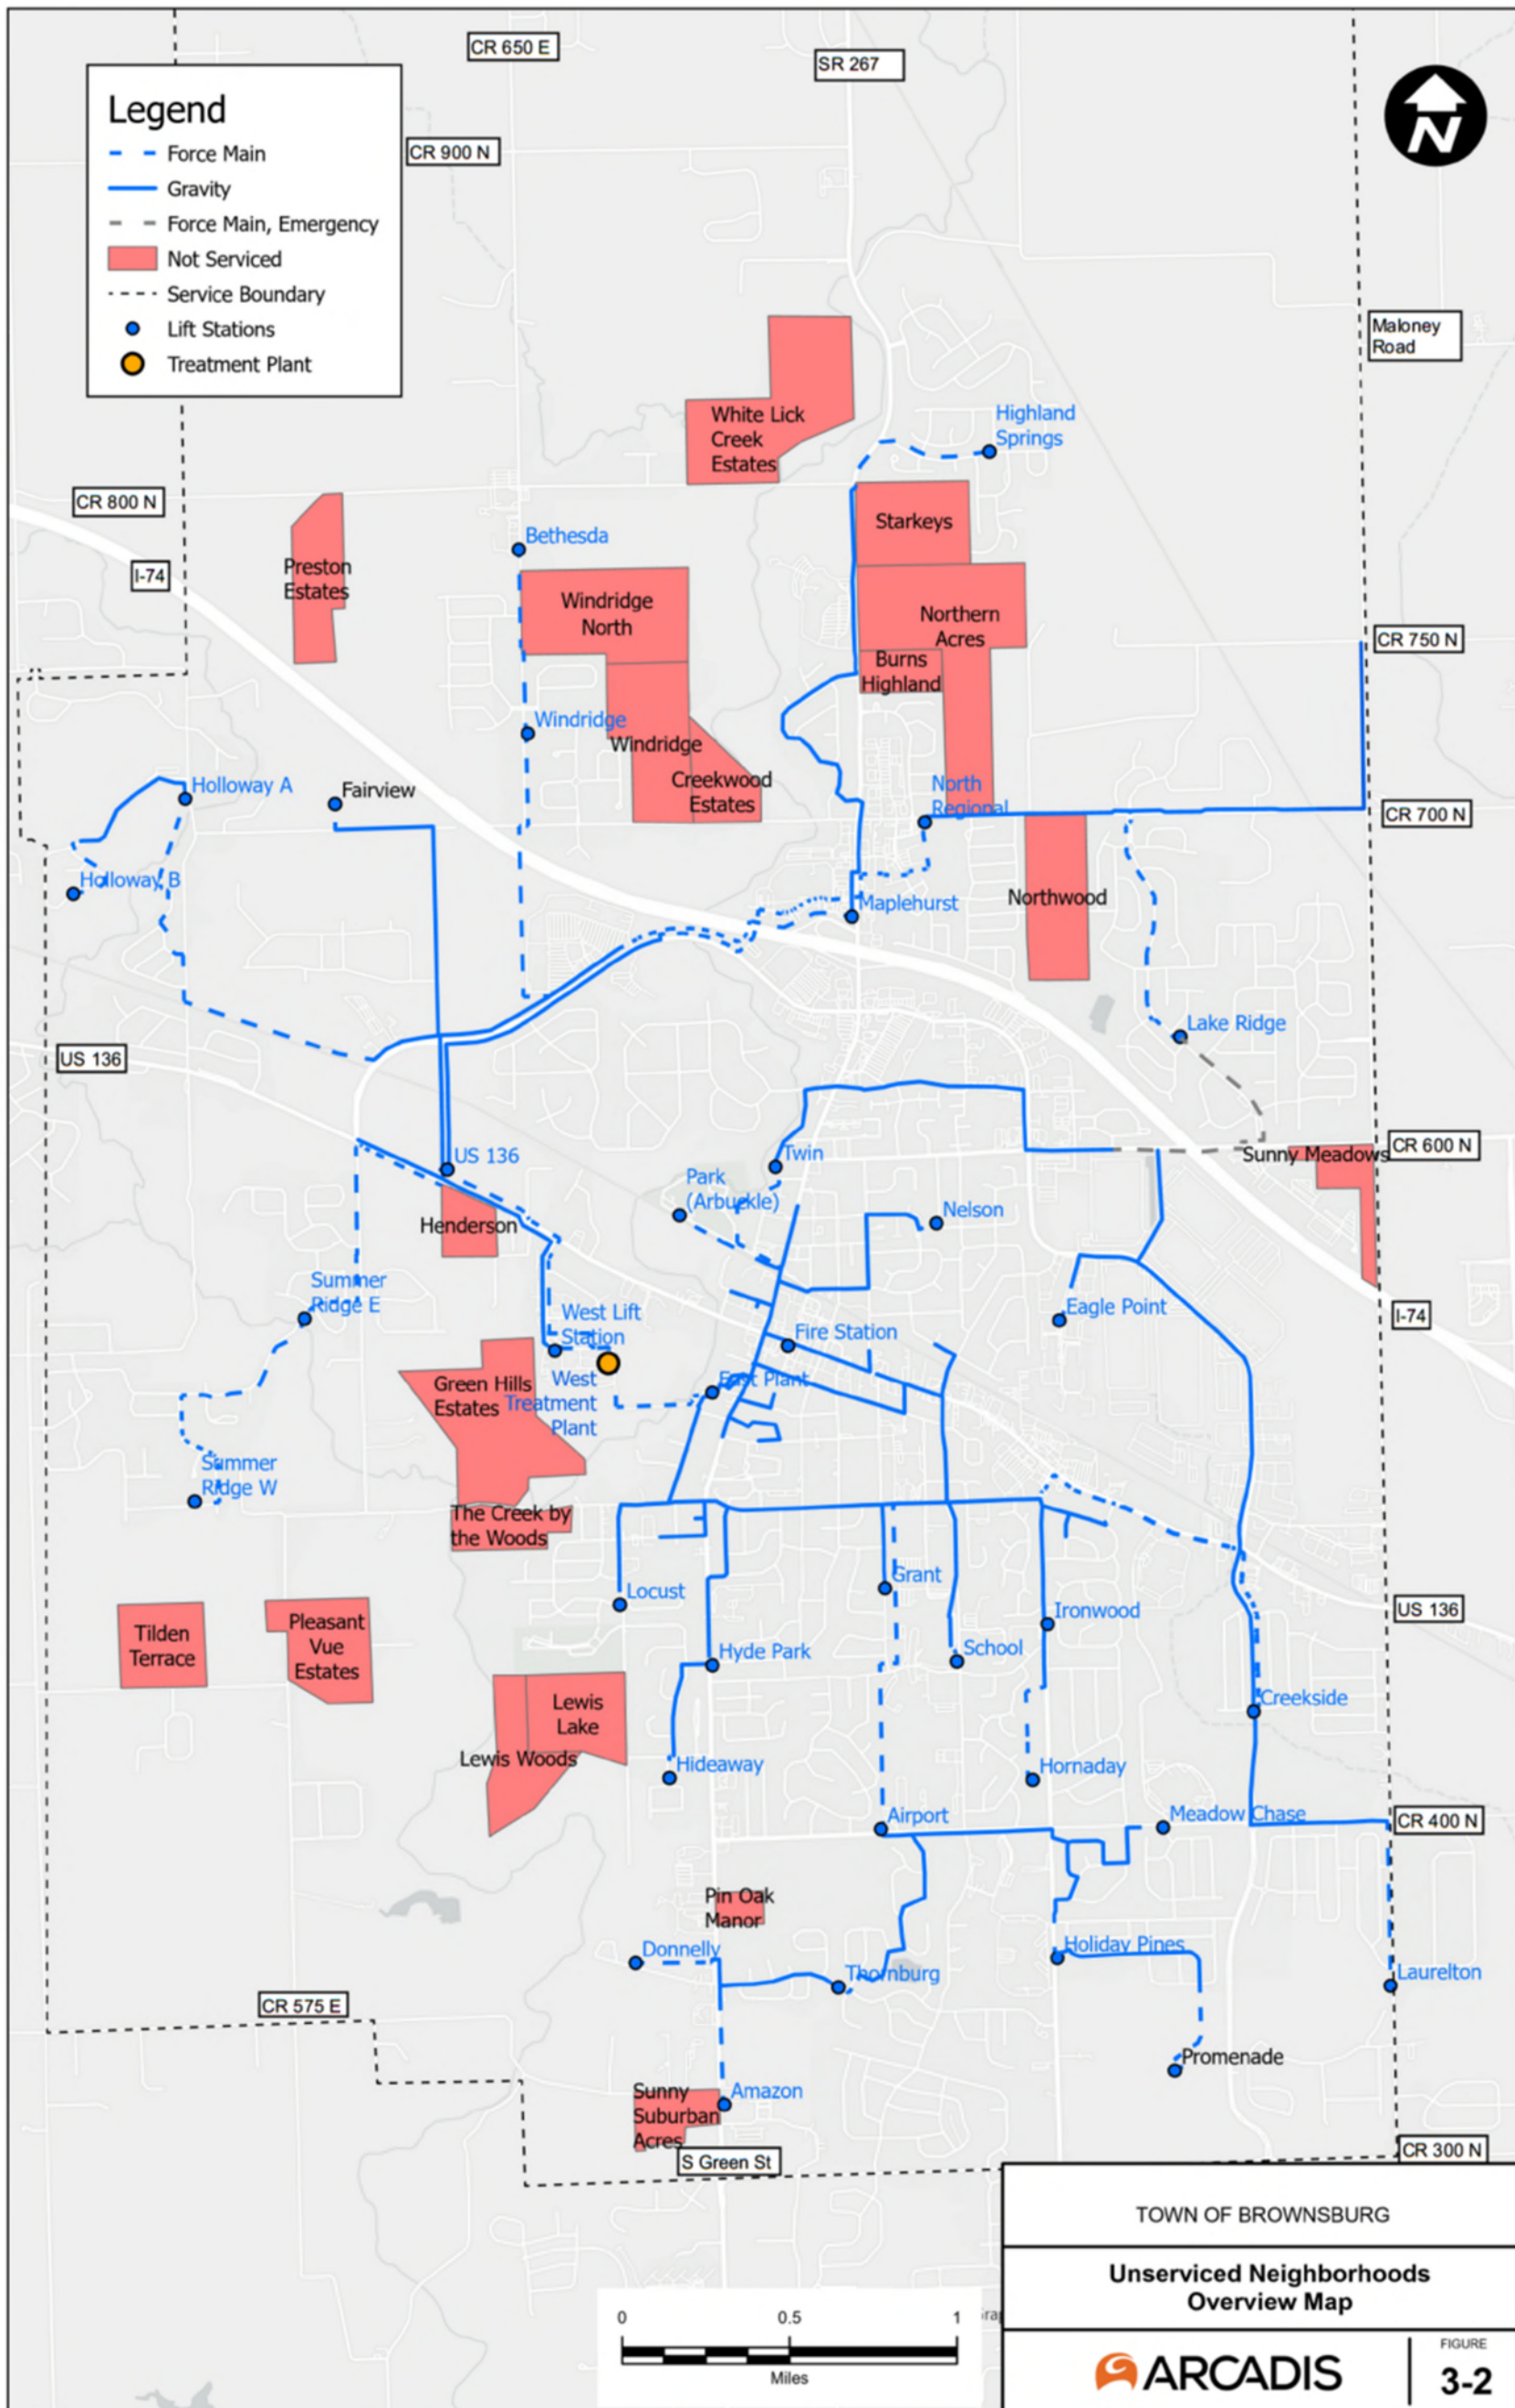 CR 650 E
SR 267
Legend
Force Main
Gravity
Force Main, Emergency
Not Serviced
Service Boundary
Lift Stations
Treatment Plant
CR 900 N
N
Maloney
Road
White Lick
Creek
Estates
Highland
Springs
CR 800 N
Starkeys
Bethesda
I-74
Preston
Estates
Windridge
North
Northern
Acres
CR 750 N
Burns
Highland
Windridge
Windridge
Creekwood
Estates
Holloway A
Fairview
North
Regional
CR 700 N
Holloway B
Maplehurst
Northwood
Lake Ridge
US 136
CR 600 N
Sunny Meadows
US 136
Twin
Park
(Arbuckle)
Nelson
Henderson
Summer
Ridge E
Eagle Point
I-74
West Lift
Station
Fire Station
Green Hills
Estates
West
Treatment
Plant
East Plant
Summer
Ridge W
The Creek by
the Woods
Locust
Grant
Ironwood
US 136
Tilden
Terrace
Pleasant
Vue
Estates
Hyde Park
School
Creekside
Lewis
Lake
Lewis Woods
Hideaway
Hornaday
Airport
Meadow Chase
CR 400 N
Pin Oak
Manor
Donnelly
Thornburg
Holiday Pines
Laurelton
CR 575 E
Promenade
Sunny
Suburban
Acres
Amazon
S Green St
CR 300 N
TOWN OF BROWNSBURG
Unserviced Neighborhoods
Overview Map
0 0.5 1
Miles
ARCADIS
FIGURE
3-2